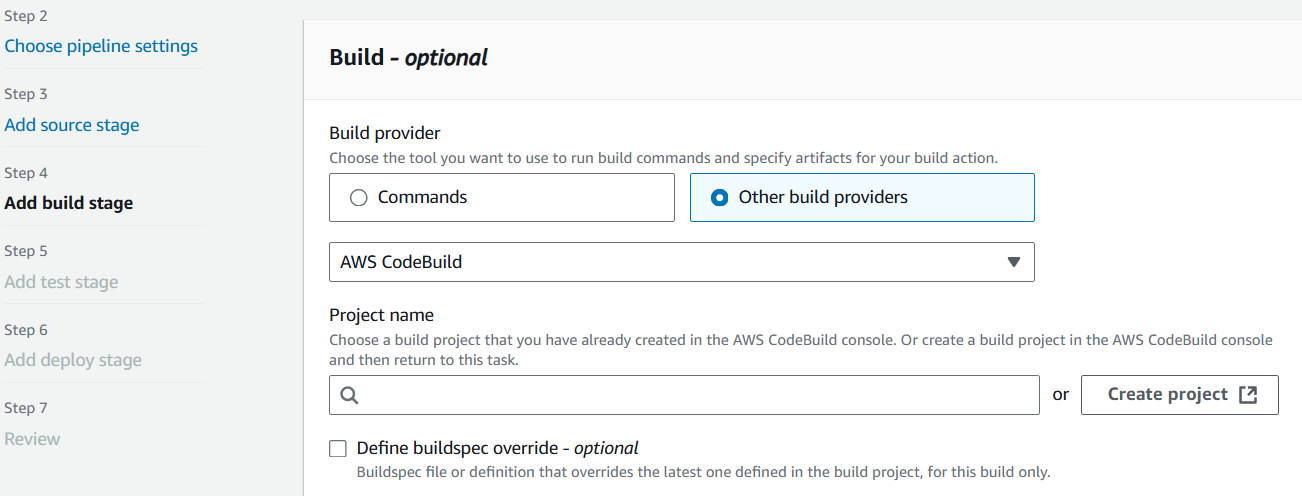 Step 2
Choose pipeline settings
Step 3
Add source stage
Step 4
Add build stage
Step 5
Add test stage
Step 6
Add deploy stage
Step 7
Review
Build - optional
Build provider
Choose the tool you want to use to run build commands and specify artifacts for your build action.
Commands
Other build providers
AWS CodeBuild
Project name
Choose a build project that you have already created in the AWS CodeBuild console. Or create a build project in the AWS CodeBuild console
and then return to this task.
or
Create project
Define buildspec override - optional
Buildspec file or definition that overrides the latest one defined in the build project, for this build only.